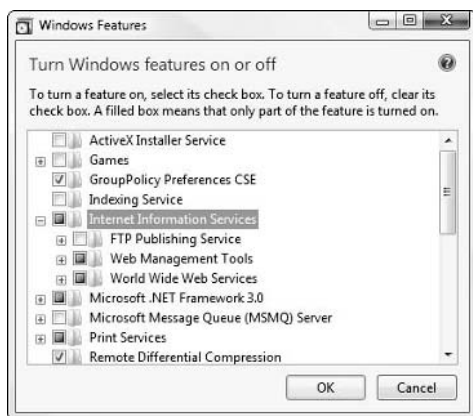 Windows Features
Turn Windows features on or off
To turn a feature on, select its check box. To turn a feature off, clear its
check box. A filled box means that only part of the feature is turned on.
ActiveX Installer Service
Games
GroupPolicy Preferences CSE
Indexing Service
Internet Information Services
FTP Publishing Service
Web Management Tools
World Wide Web Services
Microsoft .NET Framework 3.0
Microsoft Message Queue (MSMQ) Server
Print Services
Remote Differential Compression
OK
Cancel